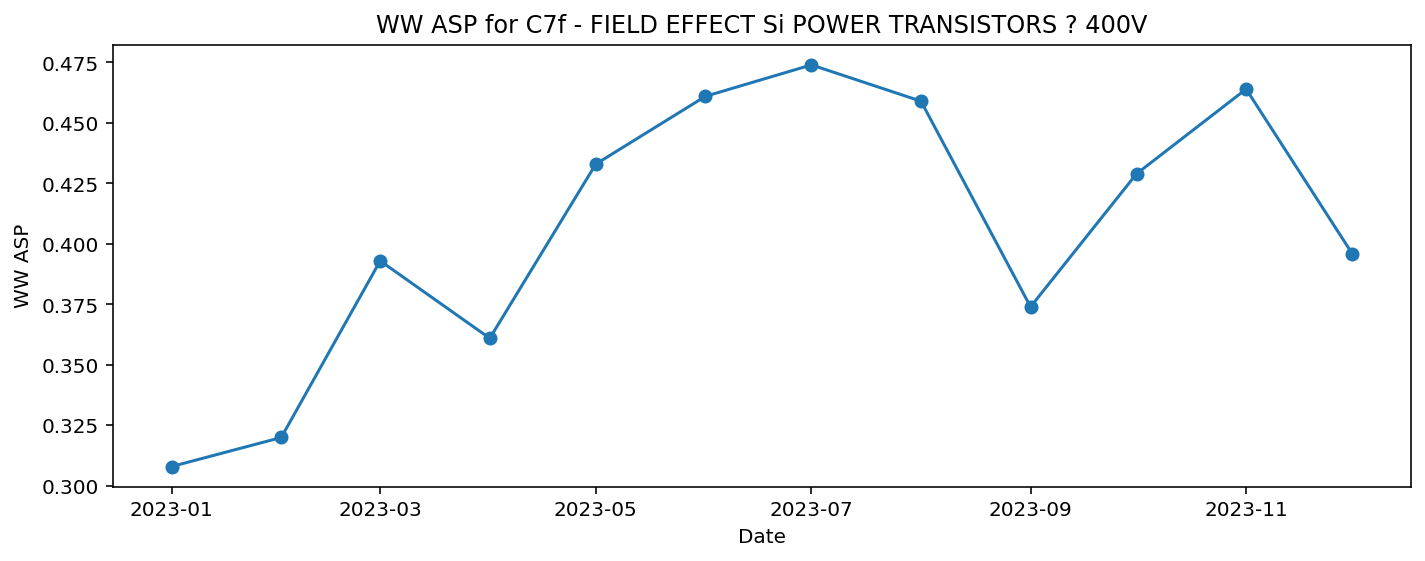 WW ASP for C7f - FIELD EFFECT Si POWER TRANSISTORS ? 400V
WW ASP
0.475
0.450
0.425
0.400
0.375
0.350
0.325
0.300
2023-01 2023-03 2023-05 2023-07 2023-09 2023-11
Date